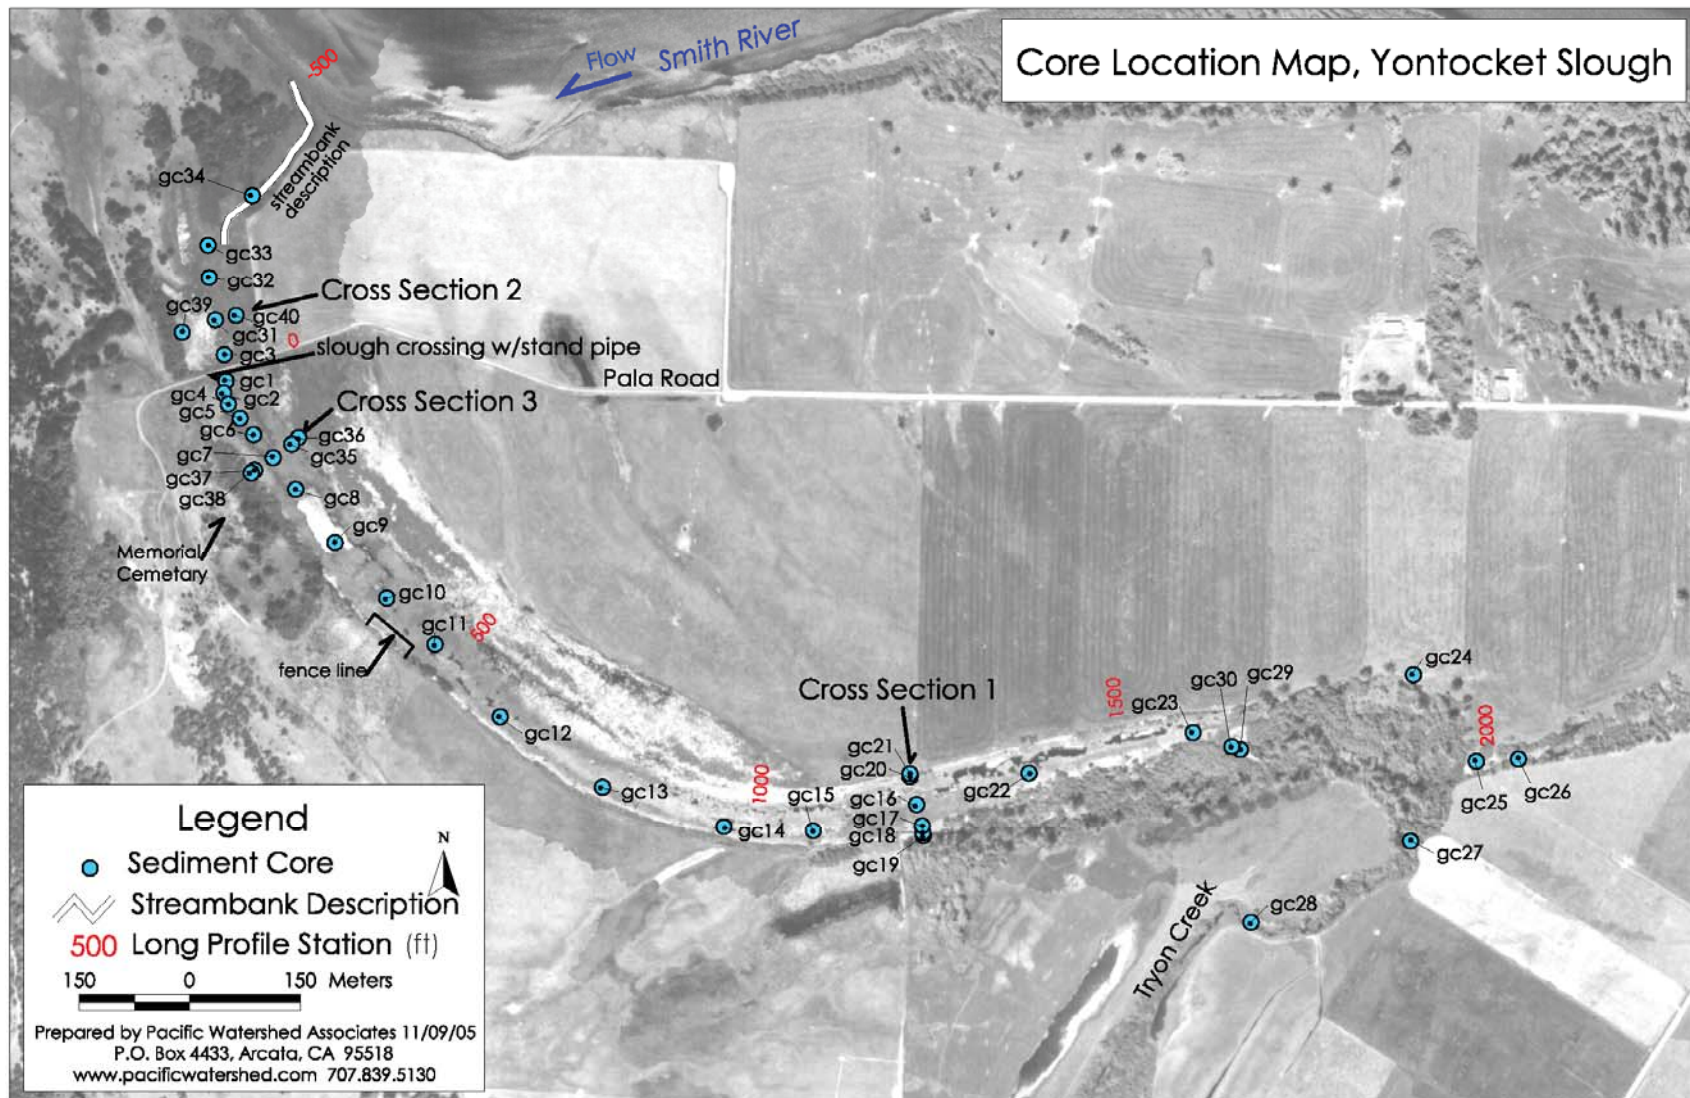 Core Location Map, Yontocket Slough
-500
Flow
Smith River
streambank
description
gc34
gc33
gc32
Cross Section 2
gc39
gc40
gc31
0
gc3
slough crossing w/stand pipe
Pala Road
gc1
gc4
gc2
gc5
Cross Section 3
gc6
gc36
gc35
gc7
gc37
gc38
gc8
gc9
Memorial
Cemetary
gc10
gc11
500
fence line
gc12
gc13
gc14
1000
gc15
Cross Section 1
gc21
gc20
gc16
gc17
gc18
gc19
gc22
1500
gc23
gc30
gc29
gc24
2000
gc25
gc26
gc27
gc28
Tryon Creek
Legend
N
Sediment Core
Streambank Description
500 Long Profile Station (ft)
150 0 150 Meters
Prepared by Pacific Watershed Associates 11/09/05
P.O. Box 4433, Arcata, CA 95518
www.pacificwatershed.com 707.839.5130